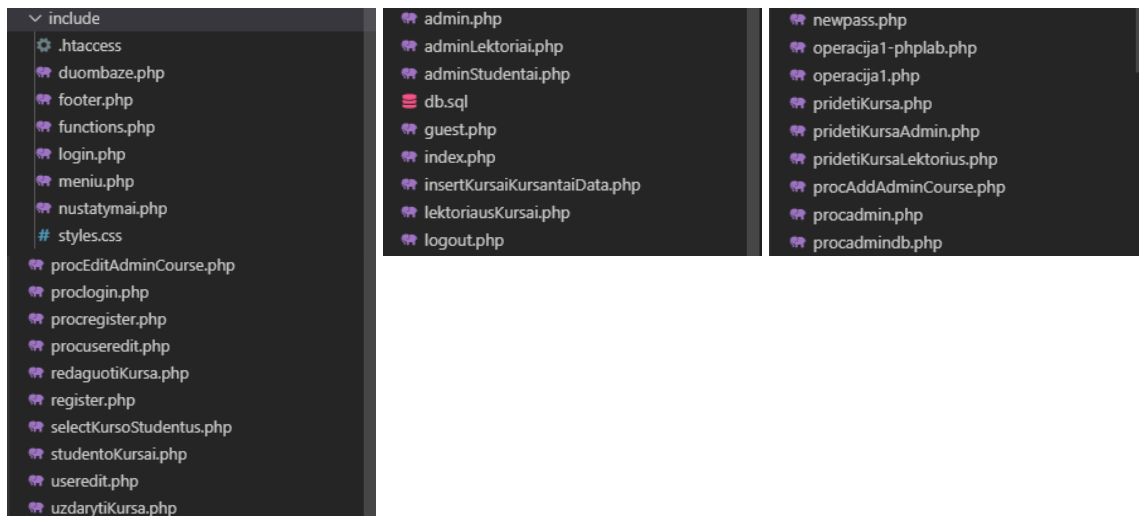 include
.htaccess
duombaze.php
footer.php
functions.php
login.php
meniu.php
nustatymai.php
styles.css
procEditAdminCourse.php
proclogin.php
procregister.php
procuseredit.php
redaguotiKursa.php
register.php
selectKursoStudentus.php
studentoKursai.php
useredit.php
uzdarytiKursa.php
admin.php
adminLektoriai.php
adminStudentai.php
db.sql
guest.php
index.php
insertKursaiKursantaiData.php
lektoriausKursai.php
logout.php
newpass.php
operacija1-phplab.php
operacija1.php
pridetiKursa.php
pridetiKursaAdmin.php
pridetiKursaLektorius.php
procAddAdminCourse.php
procadmin.php
procadmindb.php